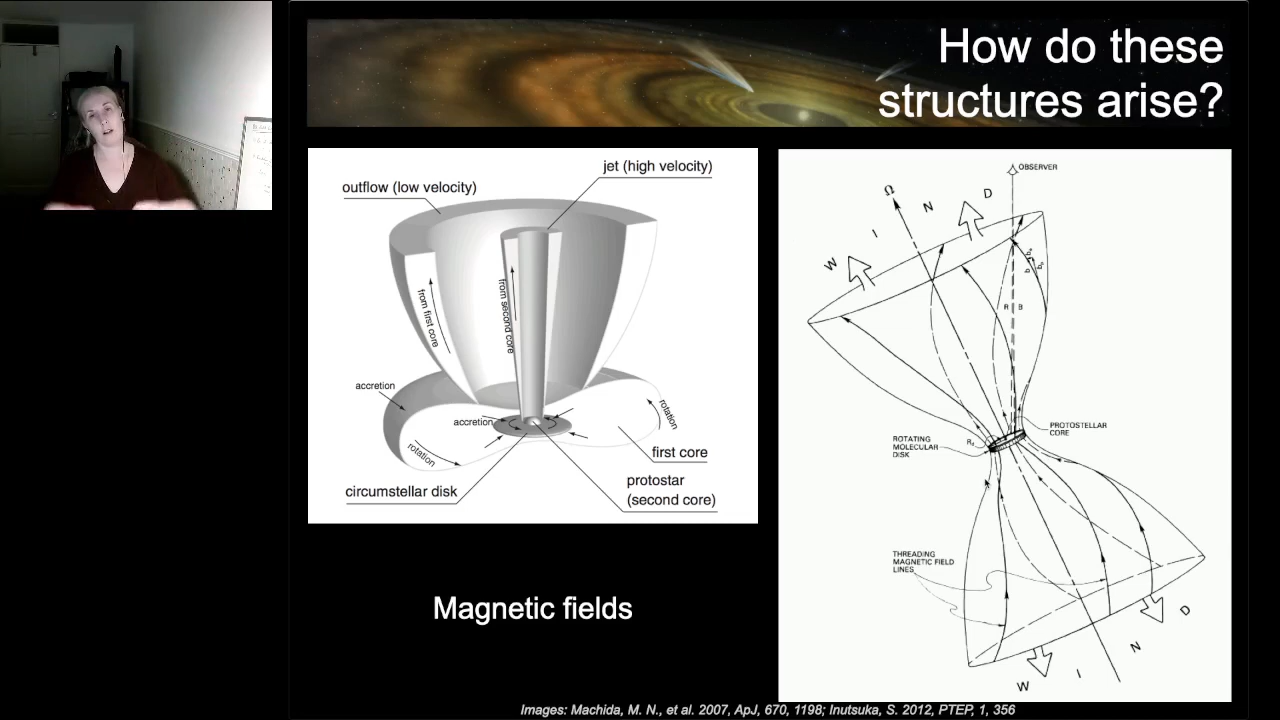 How do these
structures arise?
jet (high velocity)
outflow (low velocity)
from first core
from second core
accretion
accretion
rotation
rotation
first core
circumstellar disk
protostar
(second core)
Magnetic fields
OBSERVER
Ω
W I N D
R B
PROTOSTELLAR
CORE
ROTATING
MOLECULAR
DISK
THREADING
MAGNETIC FIELD
LINES
W I N D
Images: Machida, M. N., et al. 2007, ApJ, 670, 1198; Inutsuka, S. 2012, PTEP, 1, 356